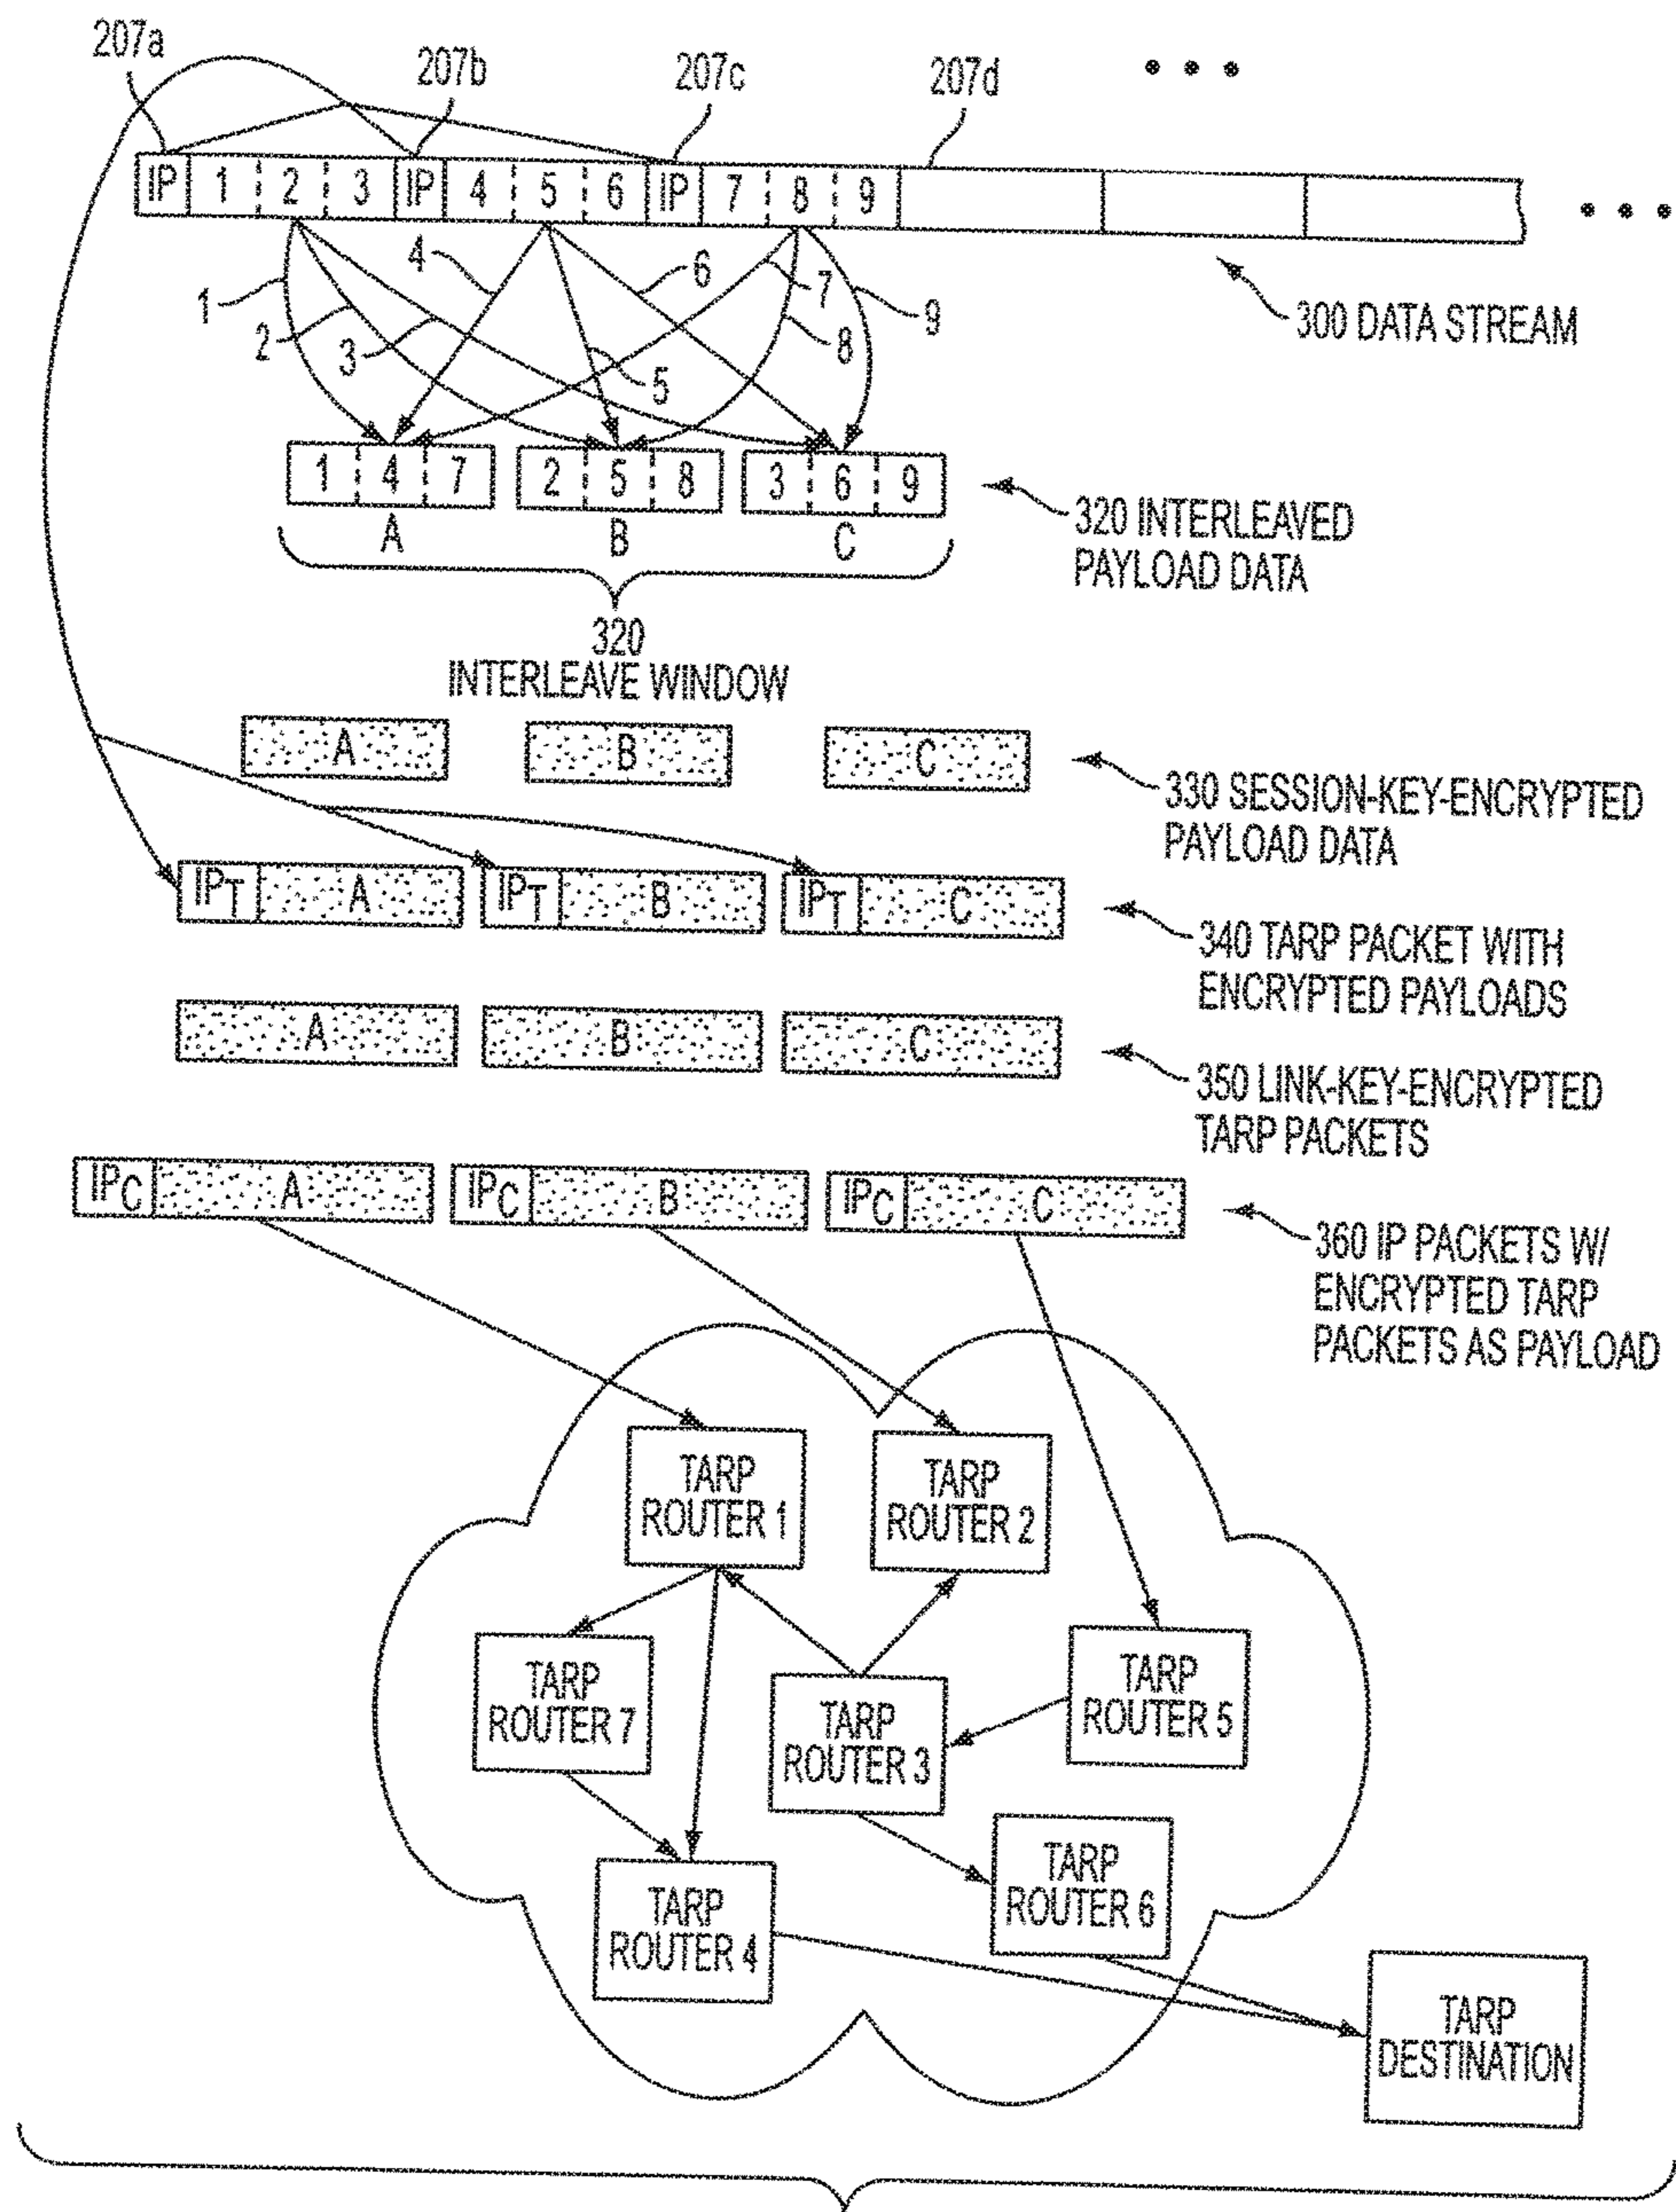 207a
207b
207c
207d
• • •
IP 1 2 3 IP 4 5 6 IP 7 8 9
• • •
1
2
3
4
5
6
7
8
9
300 DATA STREAM
1 4 7 2 5 8 3 6 9
A B C
320 INTERLEAVED
PAYLOAD DATA
320
INTERLEAVE WINDOW
A B C
330 SESSION-KEY-ENCRYPTED
PAYLOAD DATA
IPT A IPT B IPT C
340 TARP PACKET WITH
ENCRYPTED PAYLOADS
A B C
350 LINK-KEY-ENCRYPTED
TARP PACKETS
IPC A IPC B IPC C
360 IP PACKETS W/
ENCRYPTED TARP
PACKETS AS PAYLOAD
TARP
ROUTER 1
TARP
ROUTER 2
TARP
ROUTER 7
TARP
ROUTER 3
TARP
ROUTER 5
TARP
ROUTER 4
TARP
ROUTER 6
TARP
DESTINATION